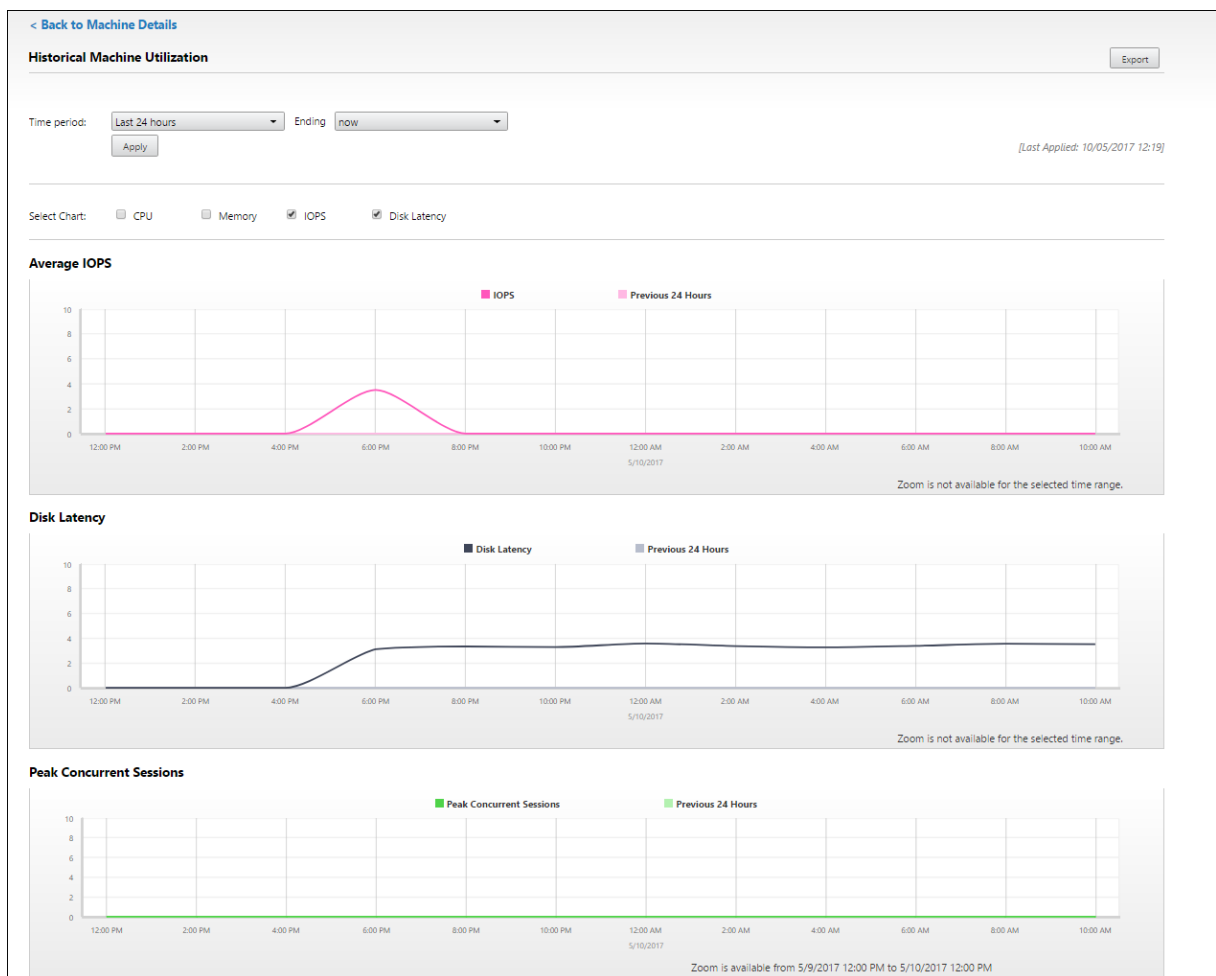 < Back to Machine Details
Historical Machine Utilization
Export
Time period: Last 24 hours Ending now
Apply
[Last Applied: 10/05/2017 12:19]
Select Chart: CPU Memory IOPS Disk Latency
Average IOPS
IOPS Previous 24 Hours
10
8
6
4
2
0
12:00 PM 2:00 PM 4:00 PM 6:00 PM 8:00 PM 10:00 PM 12:00 AM 2:00 AM 4:00 AM 6:00 AM 8:00 AM 10:00 AM
5/10/2017
Zoom is not available for the selected time range.
Disk Latency
Disk Latency Previous 24 Hours
10
8
6
4
2
0
12:00 PM 2:00 PM 4:00 PM 6:00 PM 8:00 PM 10:00 PM 12:00 AM 2:00 AM 4:00 AM 6:00 AM 8:00 AM 10:00 AM
5/10/2017
Zoom is not available for the selected time range.
Peak Concurrent Sessions
Peak Concurrent Sessions Previous 24 Hours
10
8
6
4
2
0
12:00 PM 2:00 PM 4:00 PM 6:00 PM 8:00 PM 10:00 PM 12:00 AM 2:00 AM 4:00 AM 6:00 AM 8:00 AM 10:00 AM
5/10/2017
Zoom is available from 5/9/2017 12:00 PM to 5/10/2017 12:00 PM